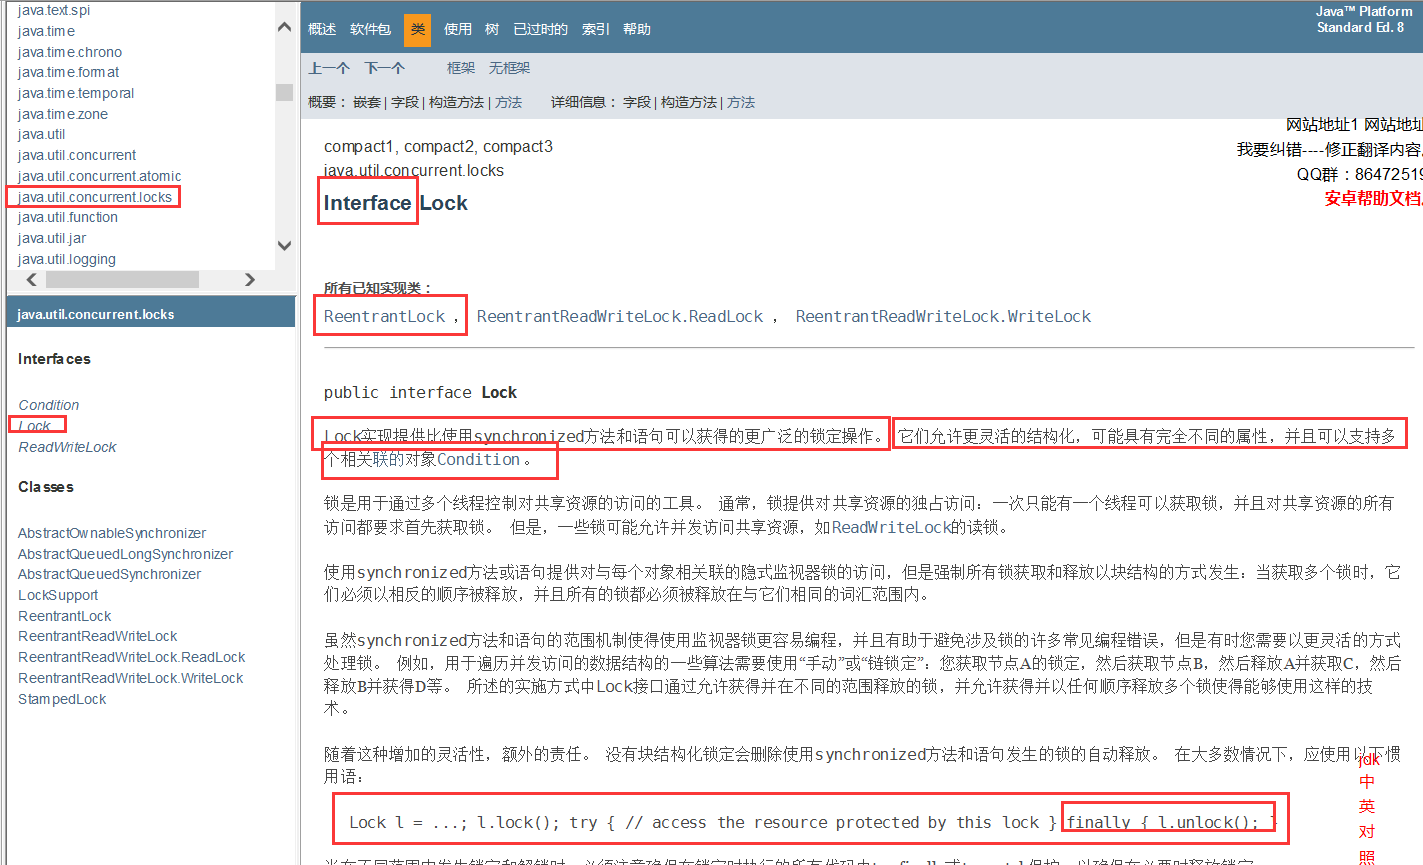 java.text.spi
java.time
java.time.chrono
java.time.format
java.time.temporal
java.time.zone
java.util
java.util.concurrent
java.util.concurrent.atomic
java.util.concurrent.locks
java.util.function
java.util.jar
java.util.logging
java.util.concurrent.locks
Interfaces
Condition
Lock
ReadWriteLock
Classes
AbstractOwnableSynchronizer
AbstractQueuedLongSynchronizer
AbstractQueuedSynchronizer
LockSupport
ReentrantLock
ReentrantReadWriteLock
ReentrantReadWriteLock.ReadLock
ReentrantReadWriteLock.WriteLock
StampedLock
概述 软件包 类 使用 树 已过时的 索引 帮助
Java™ Platform
Standard Ed. 8
上一个 下一个 框架 无框架
概要： 嵌套 | 字段 | 构造方法 | 方法 详细信息： 字段 | 构造方法 | 方法
网站地址1 网站地址
我要纠错----修正翻译内容
QQ群：86472519
安卓帮助文档
compact1, compact2, compact3
java.util.concurrent.locks
Interface Lock
所有已知实现类：
ReentrantLock ， ReentrantReadWriteLock.ReadLock ， ReentrantReadWriteLock.WriteLock
public interface Lock
Lock实现提供比使用synchronized方法和语句可以获得的更广泛的锁定操作。 它们允许更灵活的结构化，可能具有完全不同的属性，并且可以支持多
个相关联的对象Condition 。
锁是用于通过多个线程控制对共享资源的访问的工具。 通常，锁提供对共享资源的独占访问：一次只能有一个线程可以获取锁，并且对共享资源的所有
访问都要求首先获取锁。 但是，一些锁可能允许并发访问共享资源，如ReadWriteLock的读锁。
使用synchronized方法或语句提供对与每个对象相关联的隐式监视器锁的访问，但是强制所有锁获取和释放以块结构的方式发生：当获取多个锁时，它
们必须以相反的顺序被释放，并且所有的锁都必须被释放在与它们相同的词汇范围内。
虽然synchronized方法和语句的范围机制使得使用监视器锁更容易编程，并且有助于避免涉及锁的许多常见编程错误，但是有时您需要以更灵活的方式
处理锁。 例如，用于遍历并发访问的数据结构的一些算法需要使用“手动”或“链锁定”：您获取节点A的锁定，然后获取节点B，然后释放A并获取C，然后
释放B并获得D等。 所述的实施方式中Lock接口通过允许获得并在不同的范围释放的锁，并允许获得并以任何顺序释放多个锁使得能够使用这样的技
术。
随着这种增加的灵活性，额外的责任。 没有块结构化锁定会删除使用synchronized方法和语句发生的锁的自动释放。 在大多数情况下，应使用以下惯
用语：
Lock l = ...; l.lock(); try { // access the resource protected by this lock } finally { l.unlock(); }
jdk
中
英
对
照